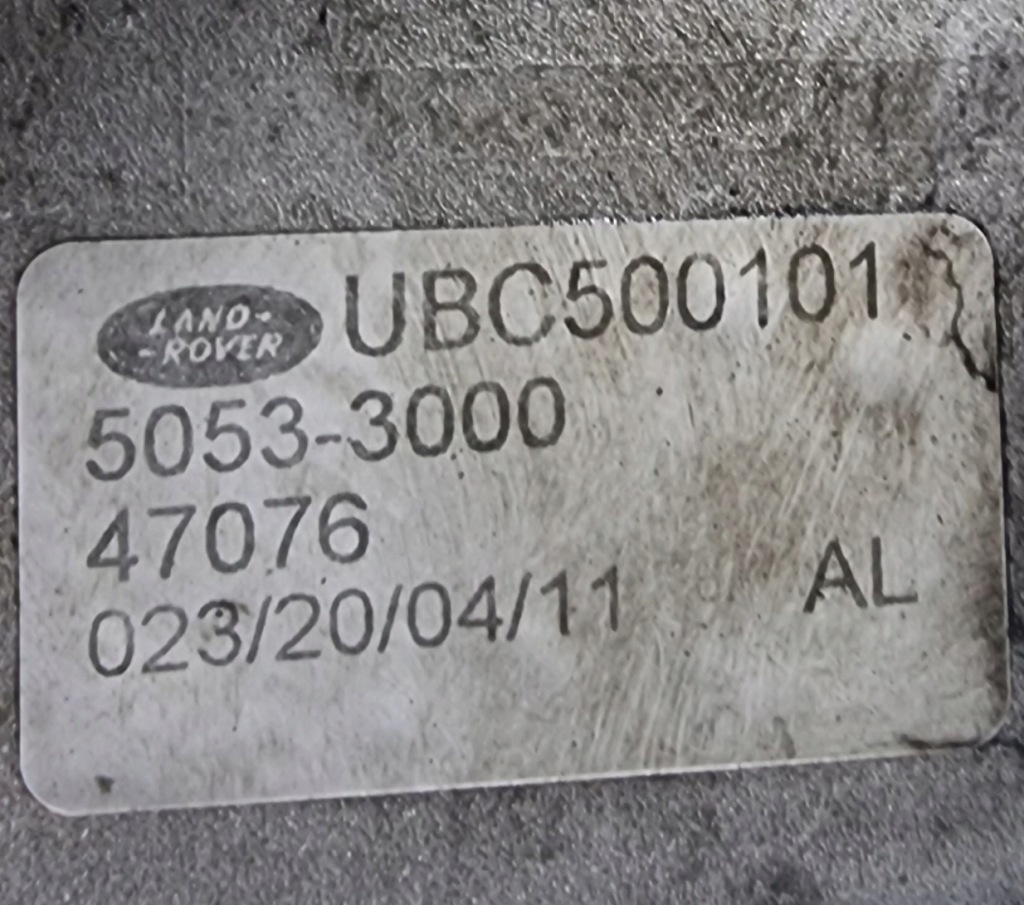 LAND-
-ROVER
UBC500101
5053-3000
47076
023/20/04/11
AL